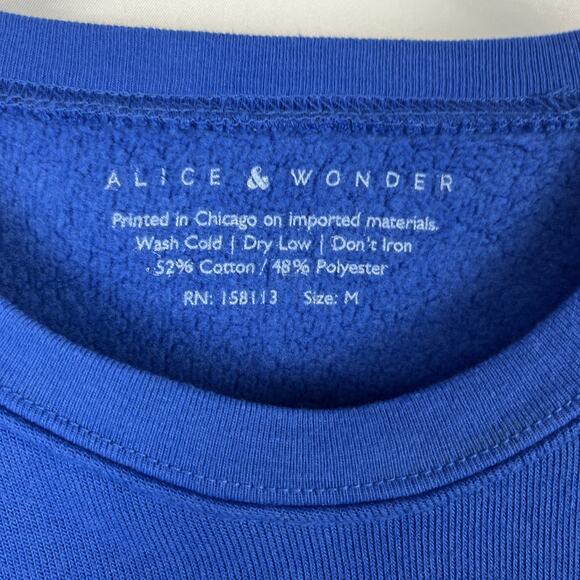 ALICE & WONDER
Printed in Chicago on imported materials.
Wash Cold | Dry Low | Don't Iron
52% Cotton / 48% Polyester
RN: 158113 Size: M